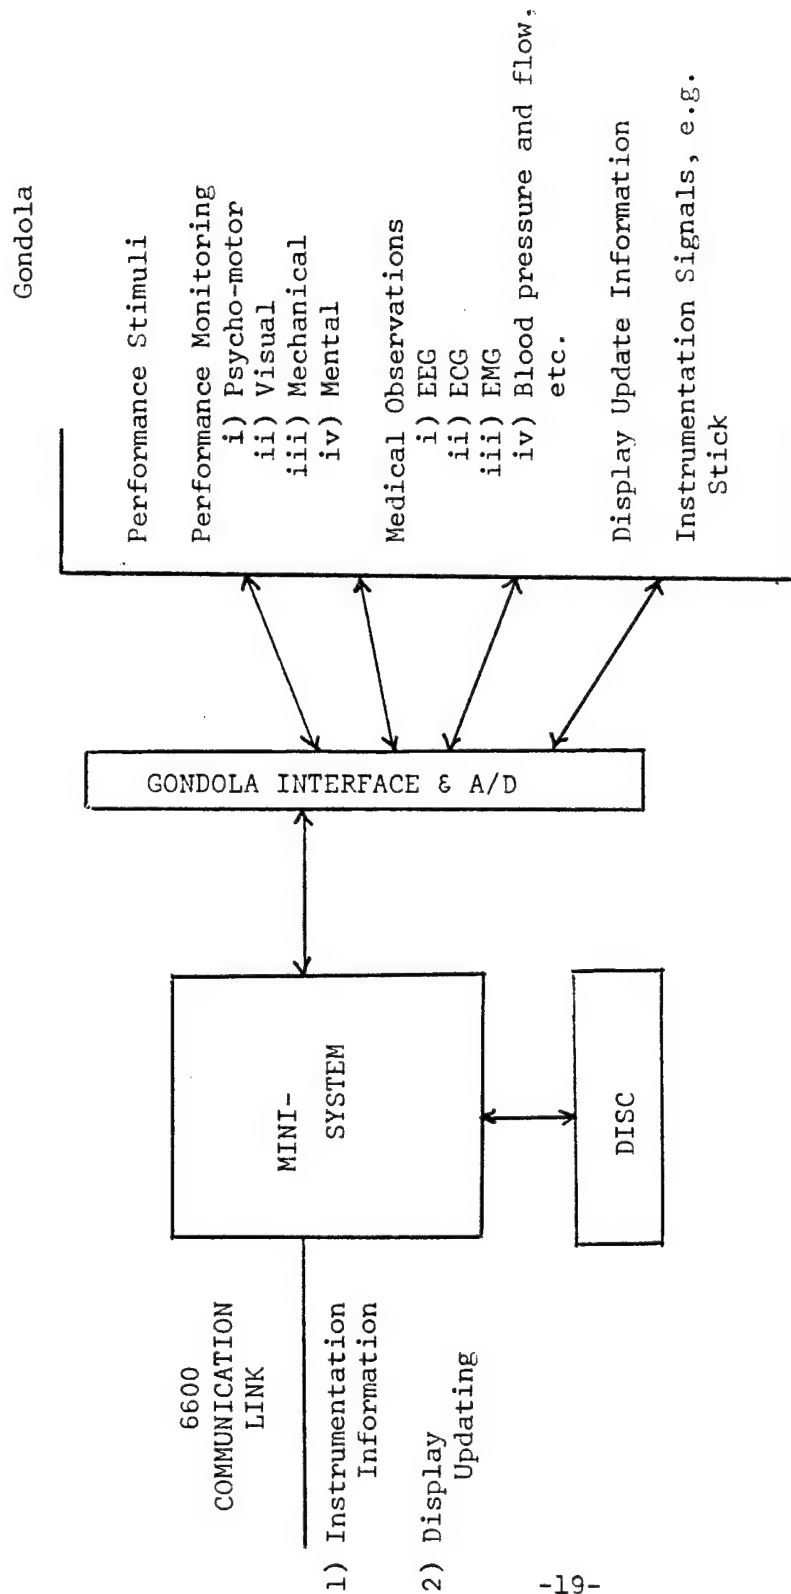 6600
COMMUNICATION
LINK
1) Instrumentation
Information
2) Display
Updating
MINI-
SYSTEM
DISC
GONDOLA INTERFACE & A/D
Gondola
Performance Stimuli
Performance Monitoring
i) Psycho-motor
ii) Visual
iii) Mechanical
iv) Mental
Medical Observations
i) EEG
ii) ECG
iii) EMG
iv) Blood pressure and flow,
etc.
Display Update Information
Instrumentation Signals, e.g.
Stick
-19-